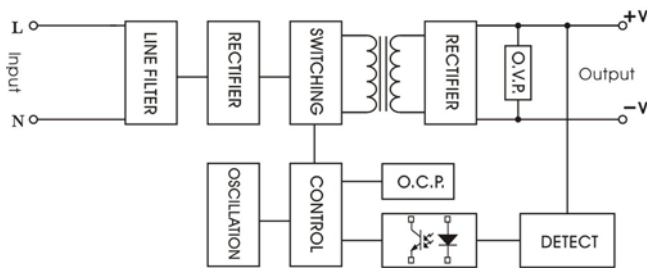 L
Input
N
LINE FILTER
RECTIFIER
SWITCHING
RECTIFIER
O.V.P.
+V
Output
-V
OSCILLATION
CONTROL
O.C.P.
DETECT